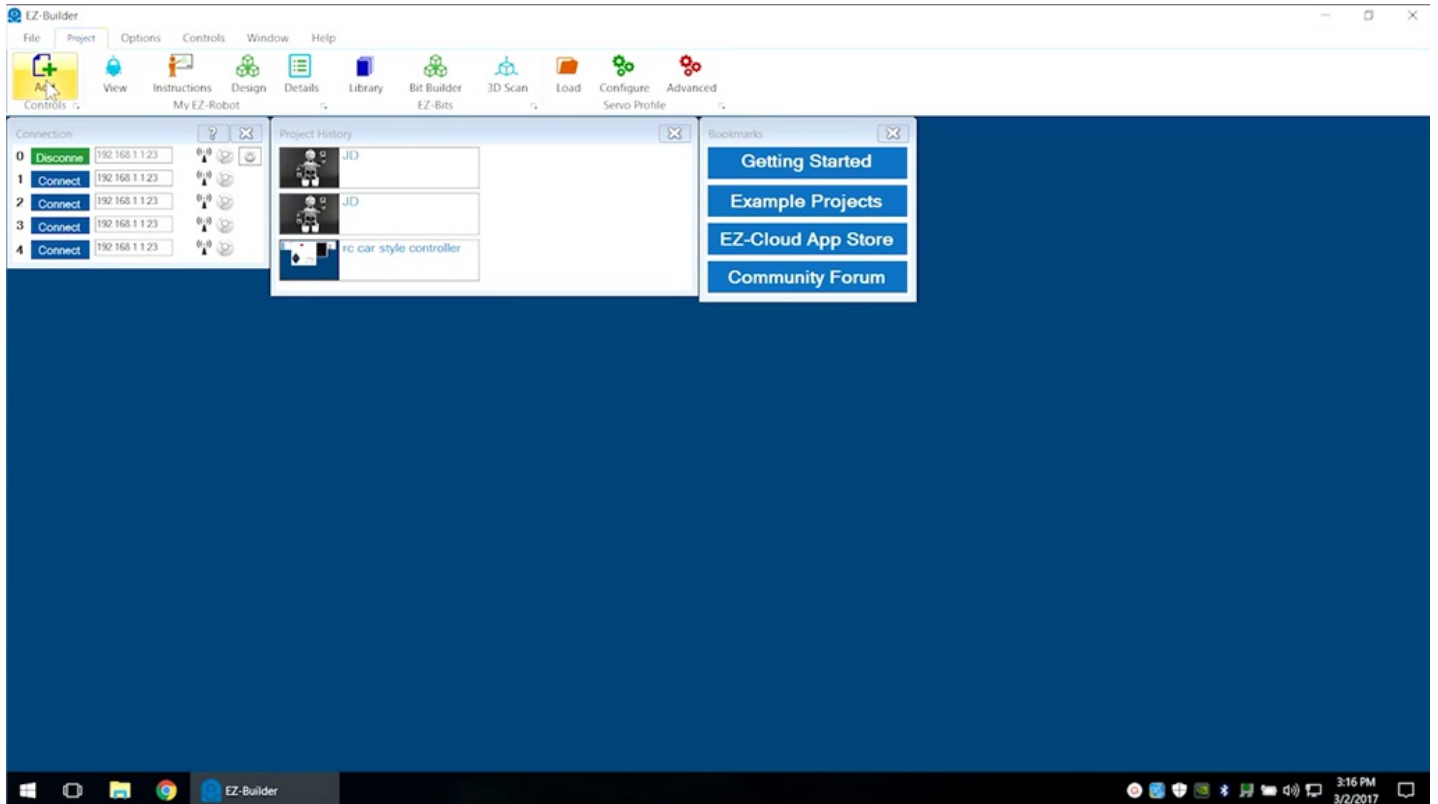 EZ-Builder
File Project Options Controls Window Help
Add View Instructions Design Details Library Bit Builder 3D Scan Load Configure Advanced
Controls My EZ-Robot EZ-Bits Servo Profile
Connection
0 Disconne 192.168.1.1:23
1 Connect 192.168.1.1:23
2 Connect 192.168.1.1:23
3 Connect 192.168.1.1:23
4 Connect 192.168.1.1:23
Project History
JD
JD
rc car style controller
Bookmarks
Getting Started
Example Projects
EZ-Cloud App Store
Community Forum
EZ-Builder
3:16 PM
3/2/2017